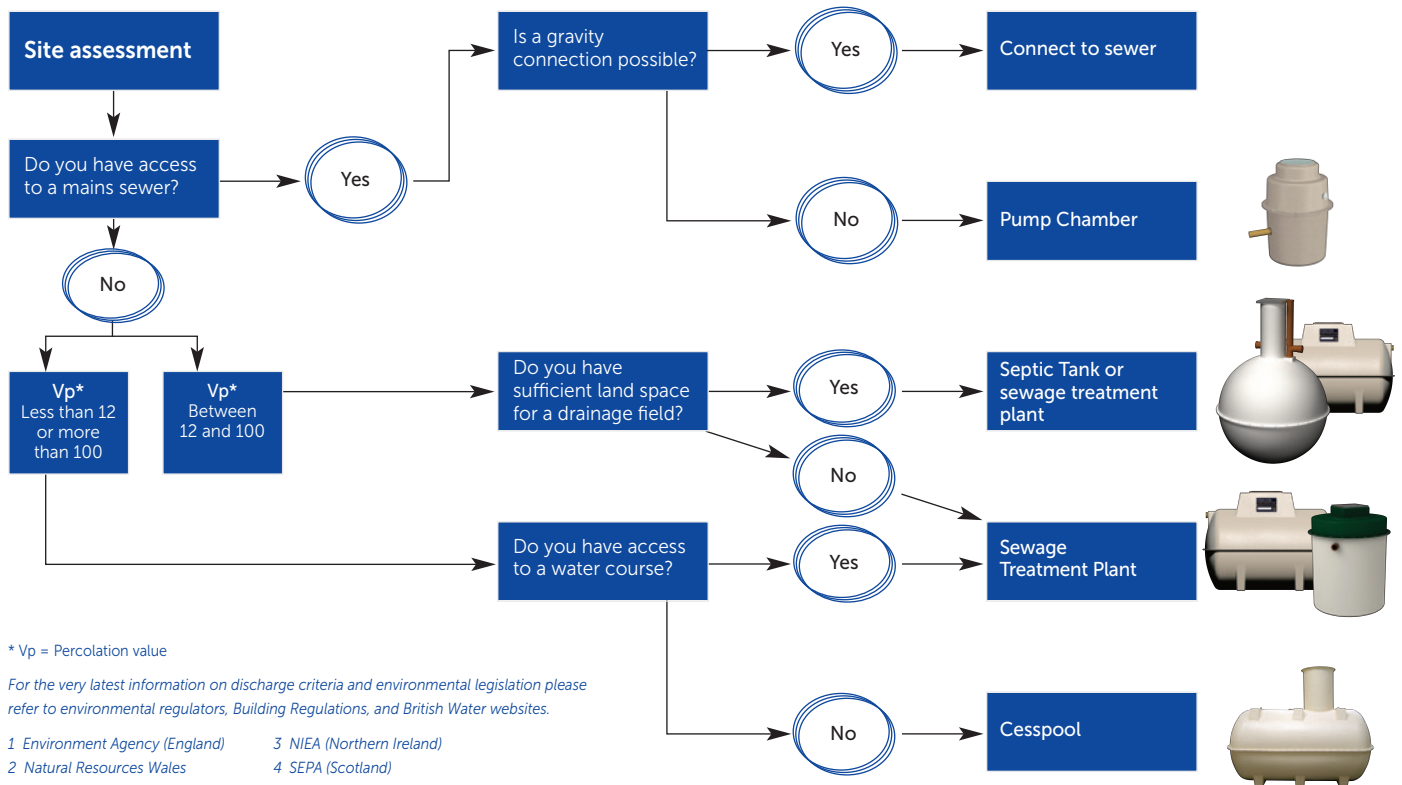 Site assessment
Is a gravity
connection possible?
Yes
Connect to sewer
Do you have access
to a mains sewer?
Yes
No
Pump Chamber
No
Vp*
Less than 12
or more
than 100
Vp*
Between
12 and 100
Do you have
sufficient land space
for a drainage field?
Yes
Septic Tank or
sewage treatment
plant
No
Do you have access
to a water course?
Yes
Sewage
Treatment Plant
No
Cesspool
* Vp = Percolation value
For the very latest information on discharge criteria and environmental legislation please
refer to environmental regulators, Building Regulations, and British Water websites.
1 Environment Agency (England)
2 Natural Resources Wales
3 NIEA (Northern Ireland)
4 SEPA (Scotland)